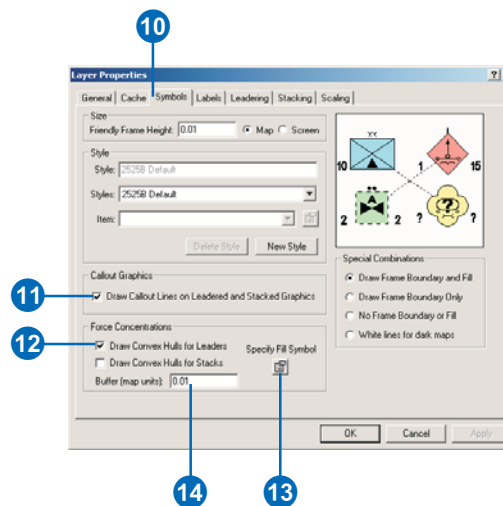 10
Layer Properties
?
General Cache Symbols Labels Leadering Stacking Scaling
Size
Friendly Frame Height: 0.01 Map Screen
Style
Style: 2525B Default
Styles: 2525B Default
Item:
Delete Style New Style
Callout Graphics
Draw Callout Lines on Leadered and Stacked Graphics
Force Concentrations
Draw Convex Hulls for Leaders
Draw Convex Hulls for Stacks
Buffer (map units): 0.01
Specify Fill Symbol
XX
10 1 15
A
2 2 ? ? ?
Special Combinations
Draw Frame Boundary and Fill
Draw Frame Boundary Only
No Frame Boundary or Fill
White lines for dark maps
OK Cancel Apply
11
12
14
13